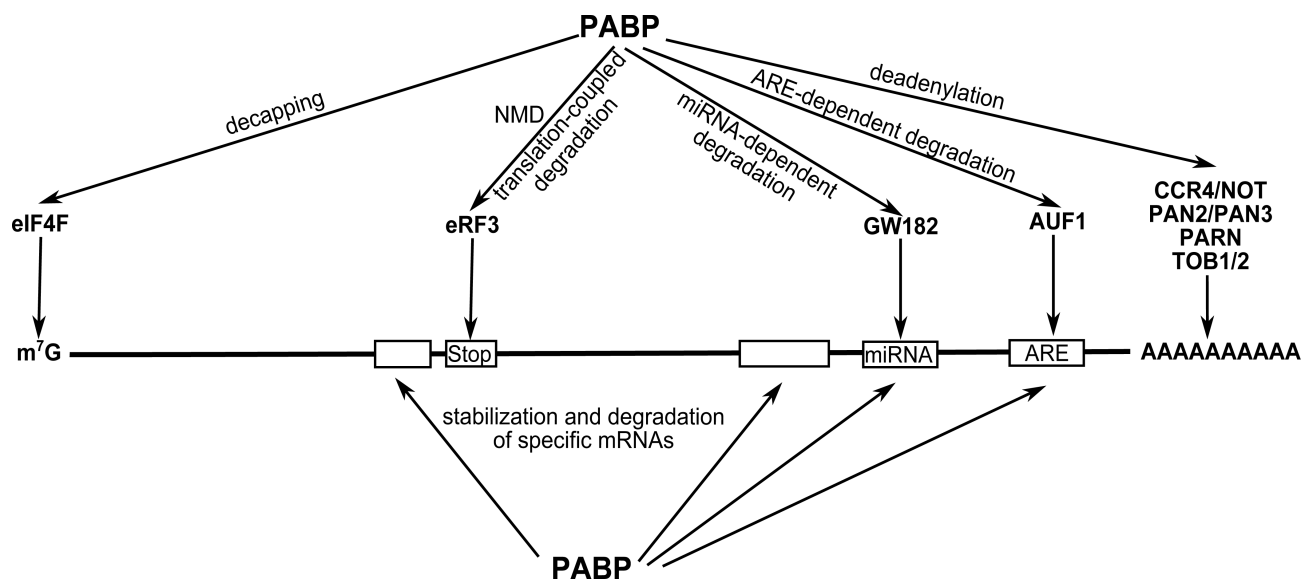 PABP
decapping
NMD
translation-coupled
degradation
miRNA-dependent
degradation
ARE-dependent degradation
deadenylation
eIF4F
eRF3
GW182
AUF1
CCR4/NOT
PAN2/PAN3
PARN
TOB1/2
m⁷G
Stop
miRNA
ARE
AAAAAAAAAA
stabilization and degradation
of specific mRNAs
PABP